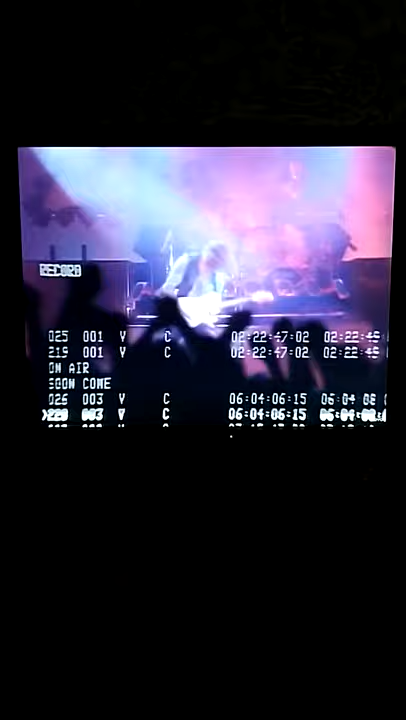 RECORD
025 001 V C 02:22:47:02 02:22:45
219 001 V C 02:22:47:02 02:22:45
ON AIR
SOON COME
026 003 V C 06:04:06:15 06:04
>220 003 V C 06:04:06:15 06:04